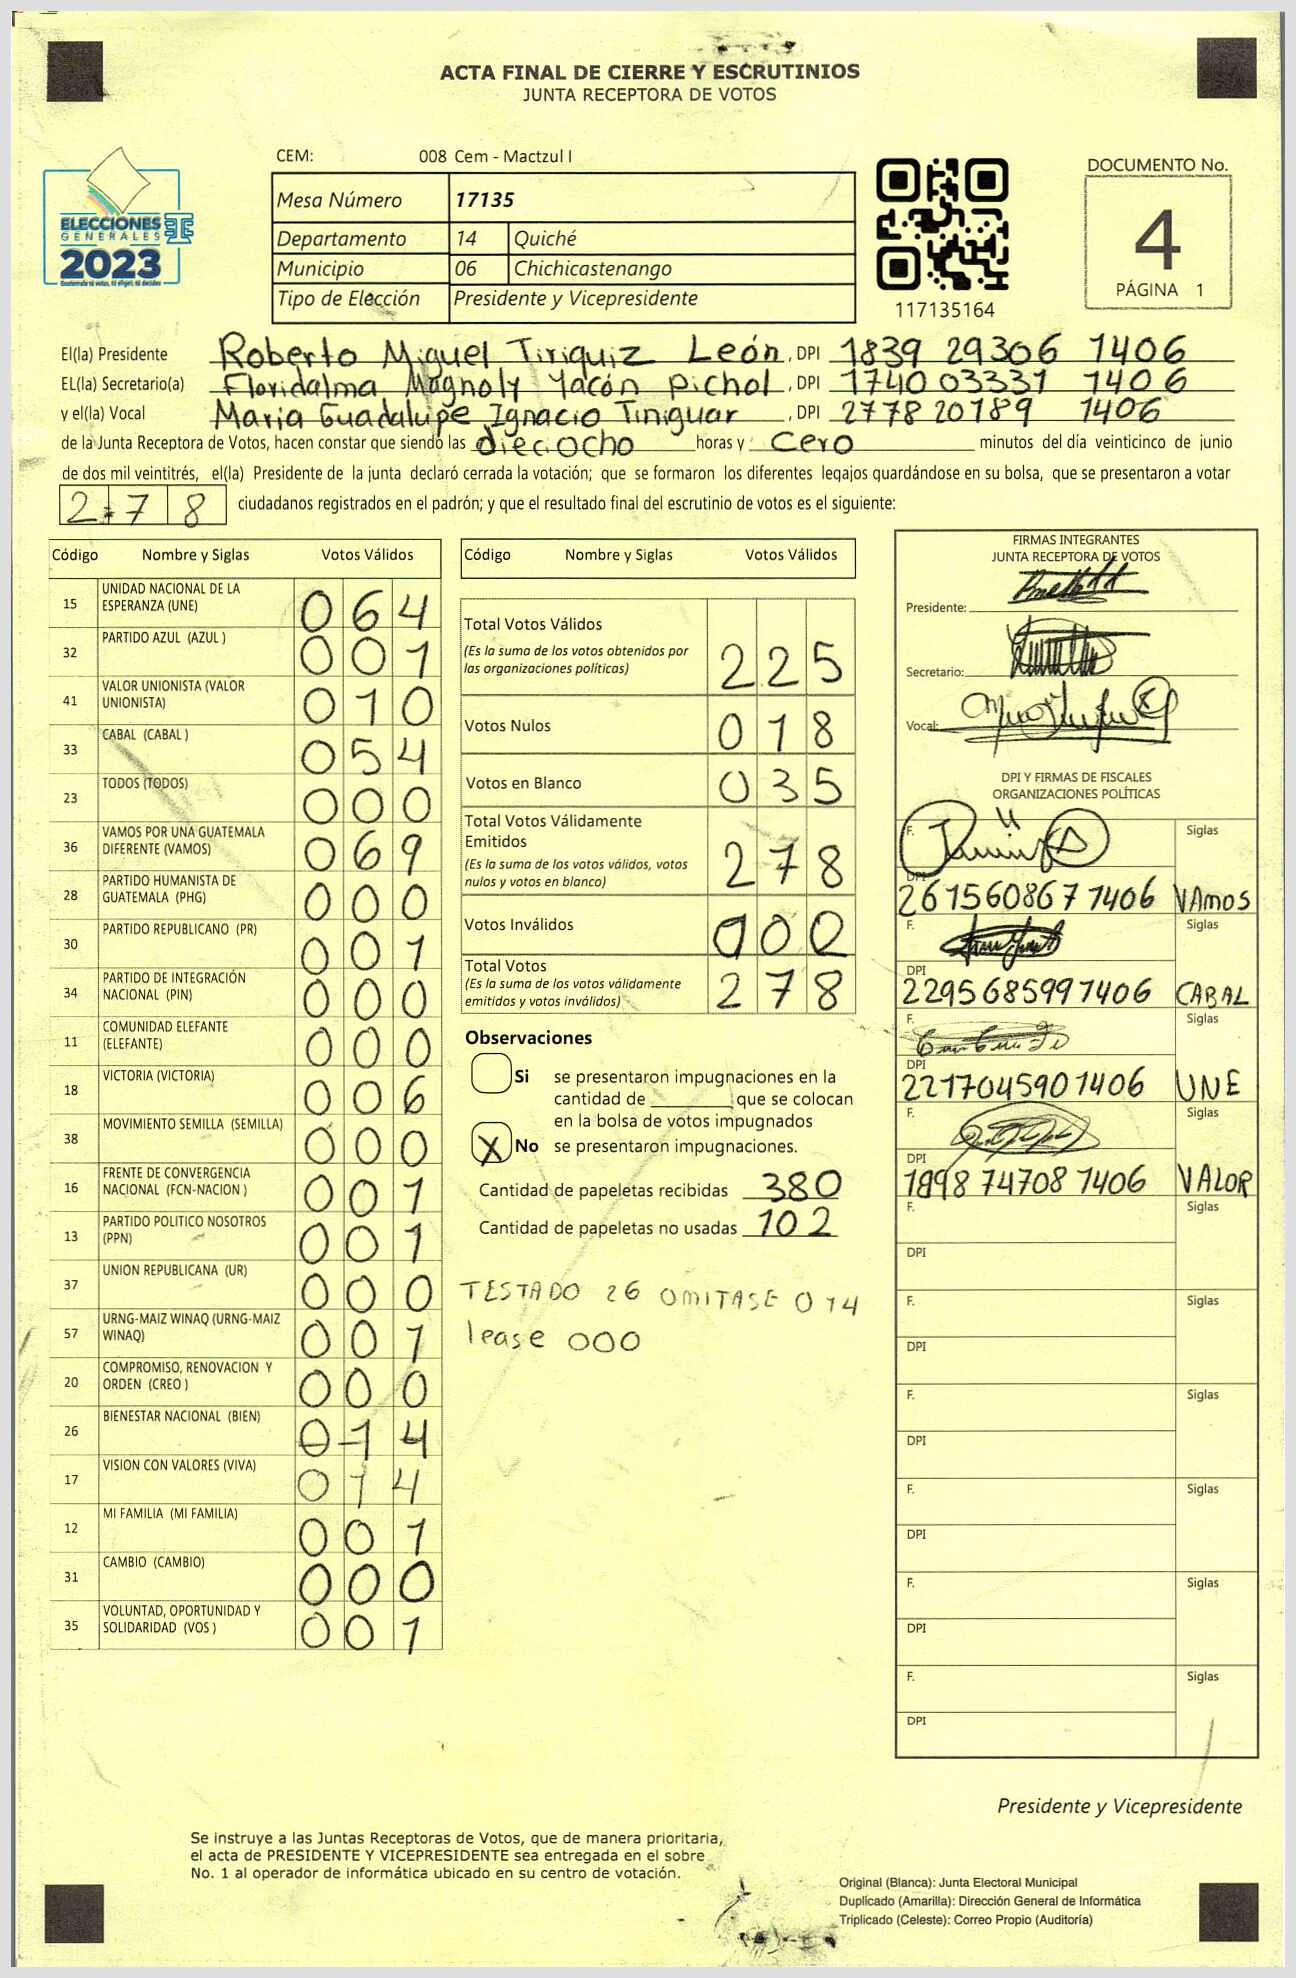 ACTA FINAL DE CIERRE Y ESCRUTINIOS
JUNTA RECEPTORA DE VOTOS
ELECCIONES
GENERALES
2023
CEM: 008 Cem - Mactzul I
Mesa Número 17135
Departamento 14 Quiché
Municipio 06 Chichicastenango
Tipo de Elección Presidente y Vicepresidente
117135164
DOCUMENTO No.
4
PÁGINA 1
El(la) Presidente Roberto Miguel Tiriquiz León, DPI 1839 29306 1406
EL(la) Secretario(a) Floridalma Magnoly Yacón Pichol, DPI 1740 03331 1406
y el(la) Vocal María Guadalupe Ignacio Tiniguar, DPI 2778 20189 1406
de la Junta Receptora de Votos, hacen constar que siendo las dieciocho horas y cero minutos del día veinticinco de junio
de dos mil veintitrés, el(la) Presidente de la junta declaró cerrada la votación; que se formaron los diferentes legajos guardándose en su bolsa, que se presentaron a votar
278 ciudadanos registrados en el padrón; y que el resultado final del escrutinio de votos es el siguiente:
Código Nombre y Siglas Votos Válidos
15 UNIDAD NACIONAL DE LA ESPERANZA (UNE) 064
32 PARTIDO AZUL (AZUL ) 001
41 VALOR UNIONISTA (VALOR UNIONISTA) 010
33 CABAL (CABAL ) 054
23 TODOS (TODOS) 000
36 VAMOS POR UNA GUATEMALA DIFERENTE (VAMOS) 069
28 PARTIDO HUMANISTA DE GUATEMALA (PHG) 000
30 PARTIDO REPUBLICANO (PR) 001
34 PARTIDO DE INTEGRACIÓN NACIONAL (PIN) 000
11 COMUNIDAD ELEFANTE (ELEFANTE) 000
18 VICTORIA (VICTORIA) 006
38 MOVIMIENTO SEMILLA (SEMILLA) 000
16 FRENTE DE CONVERGENCIA NACIONAL (FCN-NACION ) 001
13 PARTIDO POLITICO NOSOTROS (PPN) 001
37 UNION REPUBLICANA (UR) 000
57 URNG-MAIZ WINAQ (URNG-MAIZ WINAQ) 001
20 COMPROMISO, RENOVACION Y ORDEN (CREO ) 000
26 BIENESTAR NACIONAL (BIEN) 014
17 VISION CON VALORES (VIVA) 014
12 MI FAMILIA (MI FAMILIA) 001
31 CAMBIO (CAMBIO) 000
35 VOLUNTAD, OPORTUNIDAD Y SOLIDARIDAD (VOS ) 001
Código Nombre y Siglas Votos Válidos
Total Votos Válidos 225
(Es la suma de los votos obtenidos por
las organizaciones políticas)
Votos Nulos 018
Votos en Blanco 035
Total Votos Válidamente
Emitidos 278
(Es la suma de los votos válidos, votos
nulos y votos en blanco)
Votos Inválidos 000
Total Votos 278
(Es la suma de los votos válidamente
emitidos y votos inválidos)
Observaciones
Si se presentaron impugnaciones en la
cantidad de ________ que se colocan
en la bolsa de votos impugnados
X No se presentaron impugnaciones.
Cantidad de papeletas recibidas 380
Cantidad de papeletas no usadas 102
TESTADO 26 OMITASE 014
lease 000
FIRMAS INTEGRANTES
JUNTA RECEPTORA DE VOTOS
Presidente:
Secretario:
Vocal:
DPI Y FIRMAS DE FISCALES
ORGANIZACIONES POLÍTICAS
F. Siglas
DPI
261560867 1406 VAmos
F. Siglas
DPI
2295685991406 CABAL
F. Siglas
DPI
2217045901406 UNE
F. Siglas
DPI
1898 74708 1406 VALOR
F. Siglas
DPI
F. Siglas
DPI
F. Siglas
DPI
F. Siglas
DPI
F. Siglas
DPI
F. Siglas
DPI
Presidente y Vicepresidente
Se instruye a las Juntas Receptoras de Votos, que de manera prioritaria,
el acta de PRESIDENTE Y VICEPRESIDENTE sea entregada en el sobre
No. 1 al operador de informática ubicado en su centro de votación.
Original (Blanca): Junta Electoral Municipal
Duplicado (Amarilla): Dirección General de Informática
Triplicado (Celeste): Correo Propio (Auditoría)